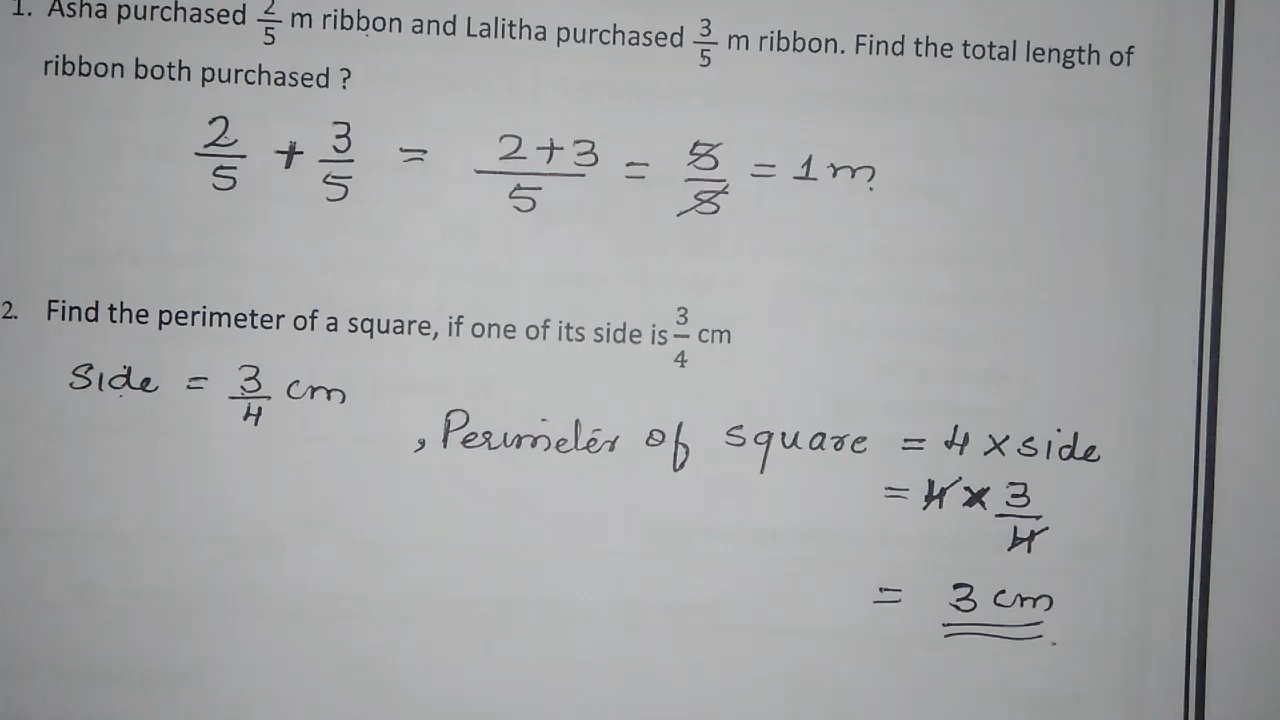 1. Asha purchased 2/5 m ribbon and Lalitha purchased 3/5 m ribbon. Find the total length of
ribbon both purchased ?
2/5 + 3/5 = 2+3/5 = 5/5 = 1 m
2. Find the perimeter of a square, if one of its side is 3/4 cm
Side = 3/4 cm
, Perimeter of square = 4 × side
= 4 × 3/4
= 3 cm